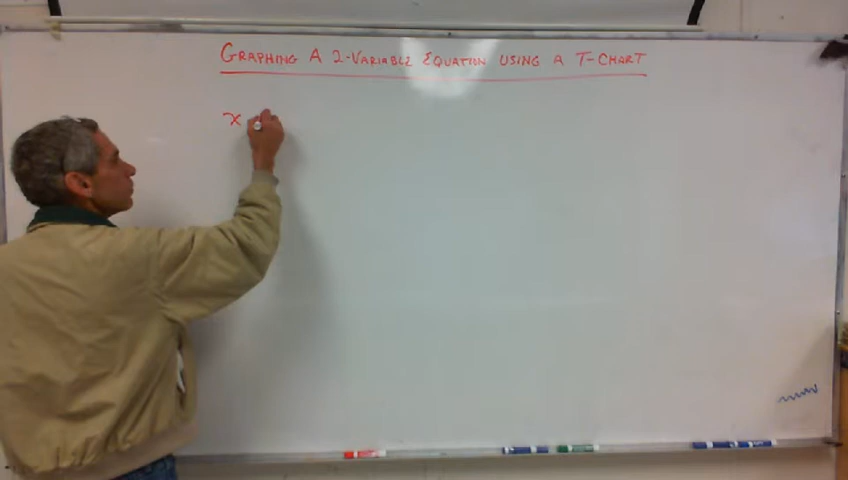 GRAPHING A 2-VARIABLE EQUATION USING A T-CHART
x